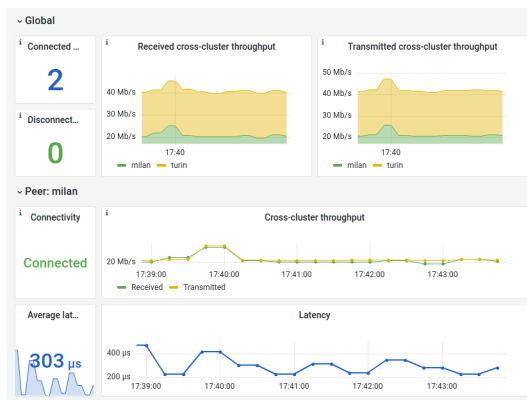 Global
i
Connected ...
2
i
Received cross-cluster throughput
40 Mb/s
30 Mb/s
20 Mb/s
17:40
milan turin
i
Transmitted cross-cluster throughput
50 Mb/s
40 Mb/s
30 Mb/s
20 Mb/s
17:40
milan turin
i
Disconnect...
0
Peer: milan
i
Connectivity
Connected
i
Cross-cluster throughput
20 Mb/s
17:39:00 17:40:00 17:41:00 17:42:00 17:43:00
Received Transmitted
Average lat...
303 µs
Latency
400 µs
200 µs
17:39:00 17:40:00 17:41:00 17:42:00 17:43:00